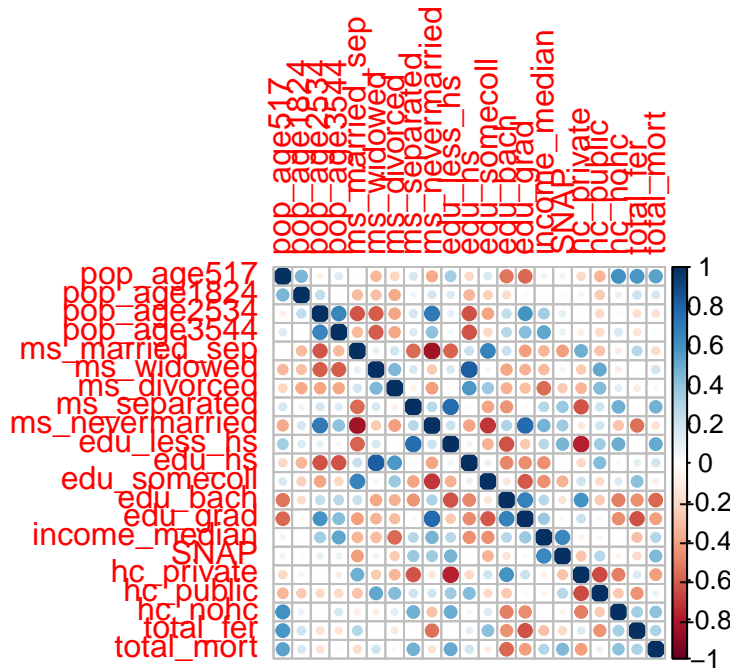 pop_age517
pop_age1824
pop_age2534
pop_age3544
ms_married_sep
ms_widowed
ms_divorced
ms_separated
ms_nevermarried
edu_less_hs
edu_hs
edu_somecoll
edu_bach
edu_grad
income_median
SNAP
hc_private
hc_public
hc_nohc
total_fer
total_mort
pop_age517
pop_age1824
pop_age2534
pop_age3544
ms_married_sep
ms_widowed
ms_divorced
ms_separated
ms_nevermarried
edu_less_hs
edu_hs
edu_somecoll
edu_bach
edu_grad
income_median
SNAP
hc_private
hc_public
hc_nohc
total_fer
total_mort
1
0.8
0.6
0.4
0.2
0
−0.2
−0.4
−0.6
−0.8
−1